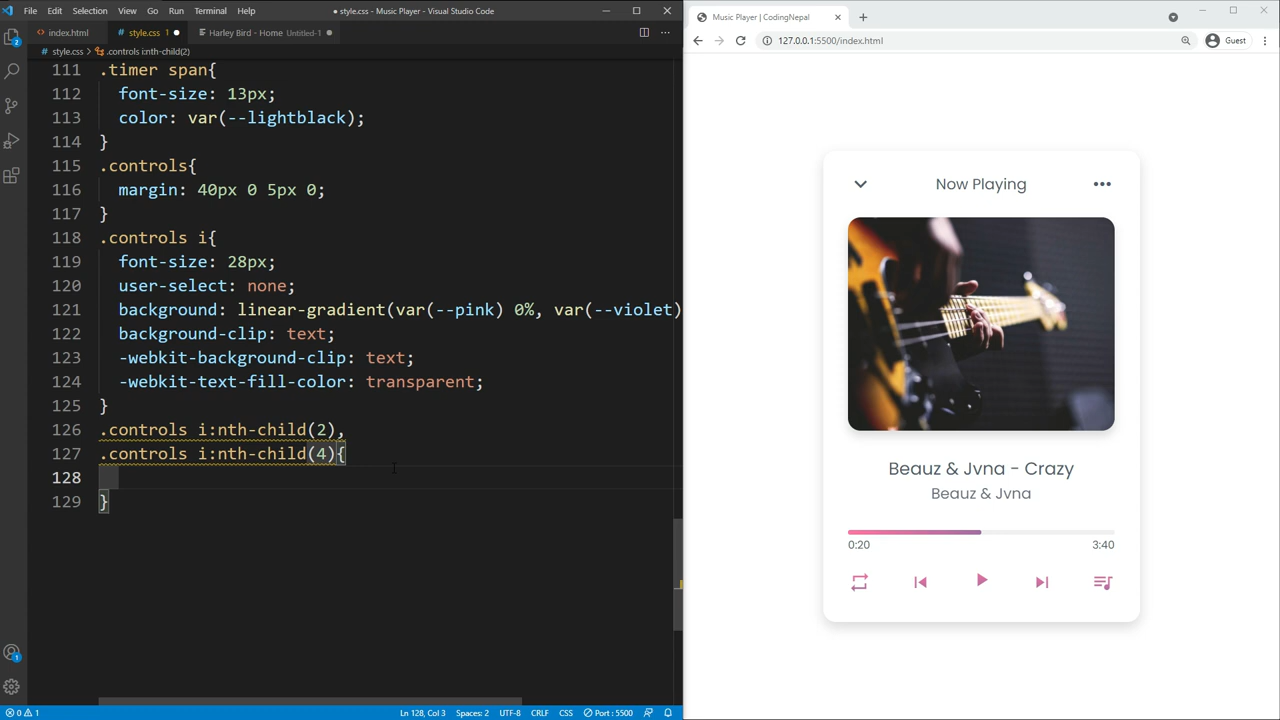 File Edit Selection View Go Run Terminal Help
● style.css - Music Player - Visual Studio Code
index.html
style.css 1 ●
Harley Bird - Home Untitled-1 ●
style.css > .controls i:nth-child(2)
111 .timer span{
112 font-size: 13px;
113 color: var(--lightblack);
114 }
115 .controls{
116 margin: 40px 0 5px 0;
117 }
118 .controls i{
119 font-size: 28px;
120 user-select: none;
121 background: linear-gradient(var(--pink) 0%, var(--violet)
122 background-clip: text;
123 -webkit-background-clip: text;
124 -webkit-text-fill-color: transparent;
125 }
126 .controls i:nth-child(2),
127 .controls i:nth-child(4){
128
129 }
2
1
0 1
Ln 128, Col 3 Spaces: 2 UTF-8 CRLF CSS Port : 5500
Music Player | CodingNepal
127.0.0.1:5500/index.html
Guest
Now Playing
Beauz & Jvna - Crazy
Beauz & Jvna
0:20 3:40